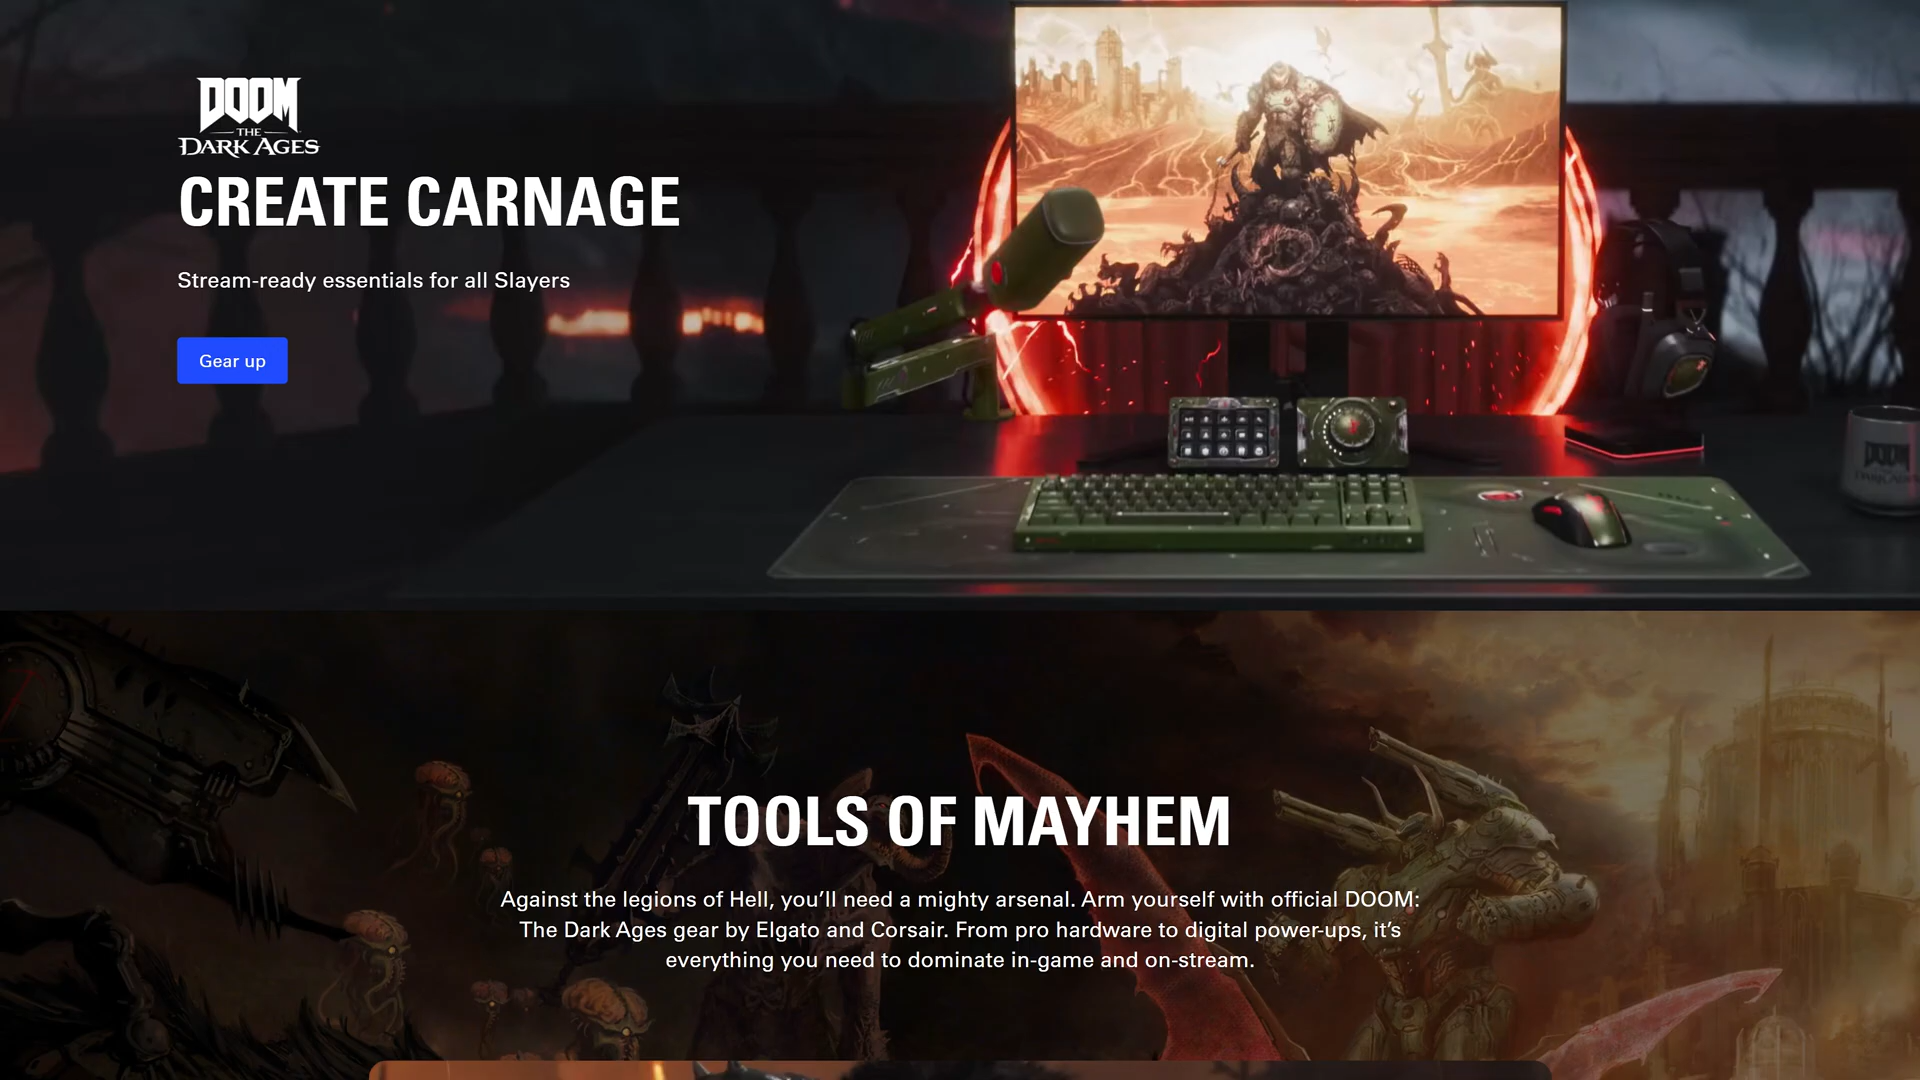 DOOM
THE
DARK AGES
CREATE CARNAGE
Stream-ready essentials for all Slayers
Gear up
DOOM
TOOLS OF MAYHEM
Against the legions of Hell, you’ll need a mighty arsenal. Arm yourself with official DOOM:
The Dark Ages gear by Elgato and Corsair. From pro hardware to digital power-ups, it’s
everything you need to dominate in-game and on-stream.